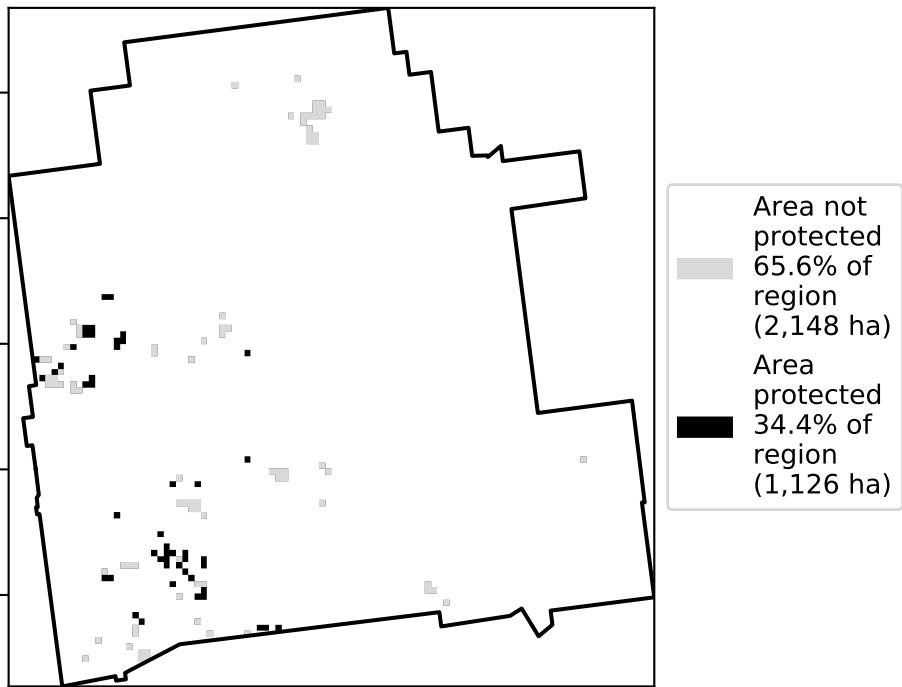 Area not
protected
65.6% of
region
(2,148 ha)
Area
protected
34.4% of
region
(1,126 ha)